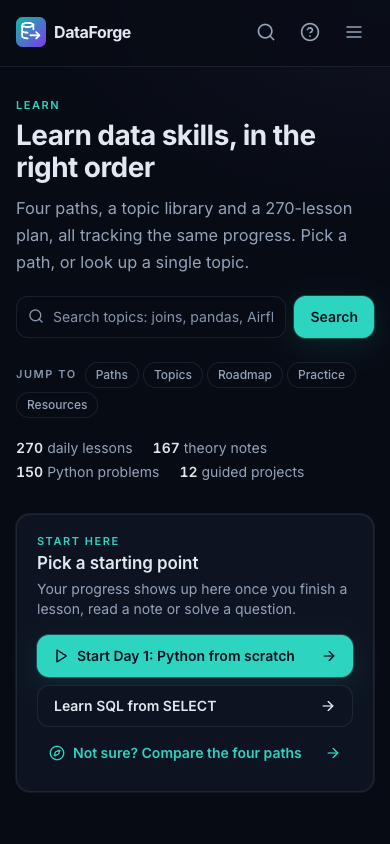 DataForge
LEARN
Learn data skills, in the
right order
Four paths, a topic library and a 270-lesson
plan, all tracking the same progress. Pick a
path, or look up a single topic.
Search topics: joins, pandas, Airfl
Search
JUMP TO Paths Topics Roadmap Practice
Resources
270 daily lessons 167 theory notes
150 Python problems 12 guided projects
START HERE
Pick a starting point
Your progress shows up here once you finish a
lesson, read a note or solve a question.
Start Day 1: Python from scratch
Learn SQL from SELECT
Not sure? Compare the four paths